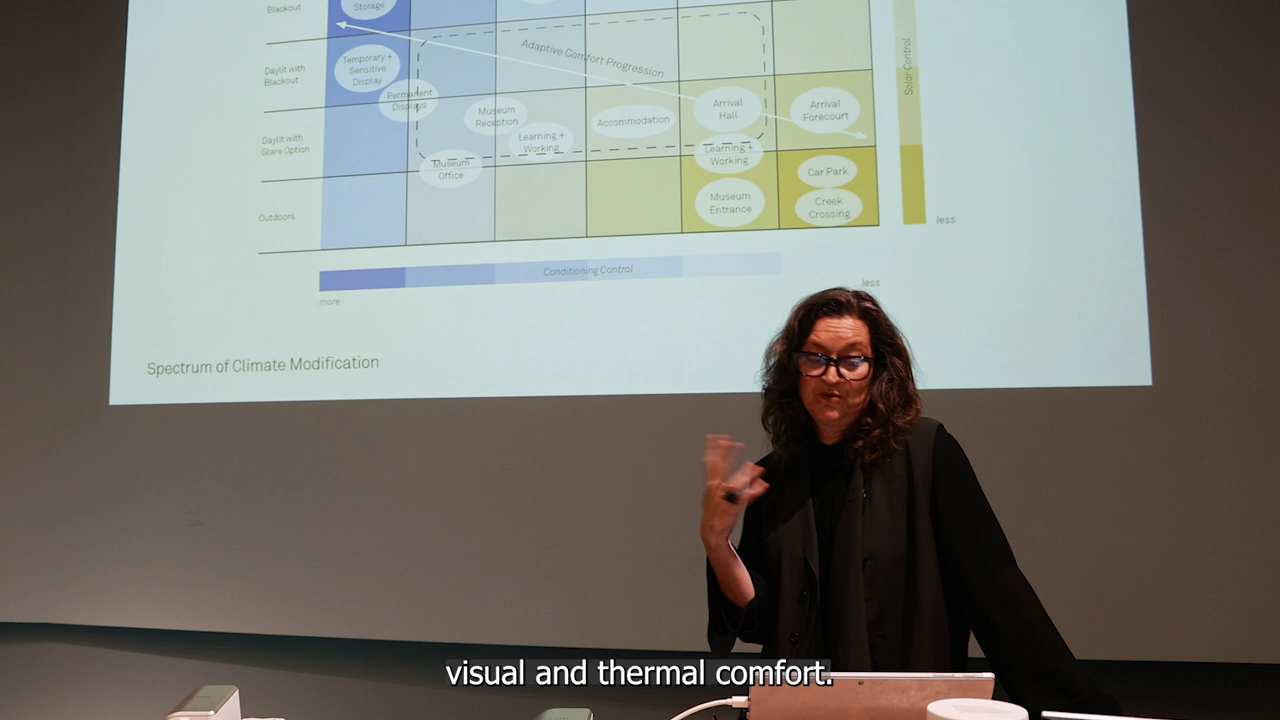 Blackout
Storage
Daylit with
Blackout
Temporary +
Sensitive
Display
Adaptive Comfort Progression
Solar Control
Permanent
Displays
Museum
Reception
Accommodation
Arrival
Hall
Arrival
Forecourt
Daylit with
Glare Option
Learning +
Working
Learning +
Working
Museum
Office
Car Park
Outdoors
Museum
Entrance
Creek
Crossing
less
Conditioning Control
more
less
Spectrum of Climate Modification
visual and thermal comfort.